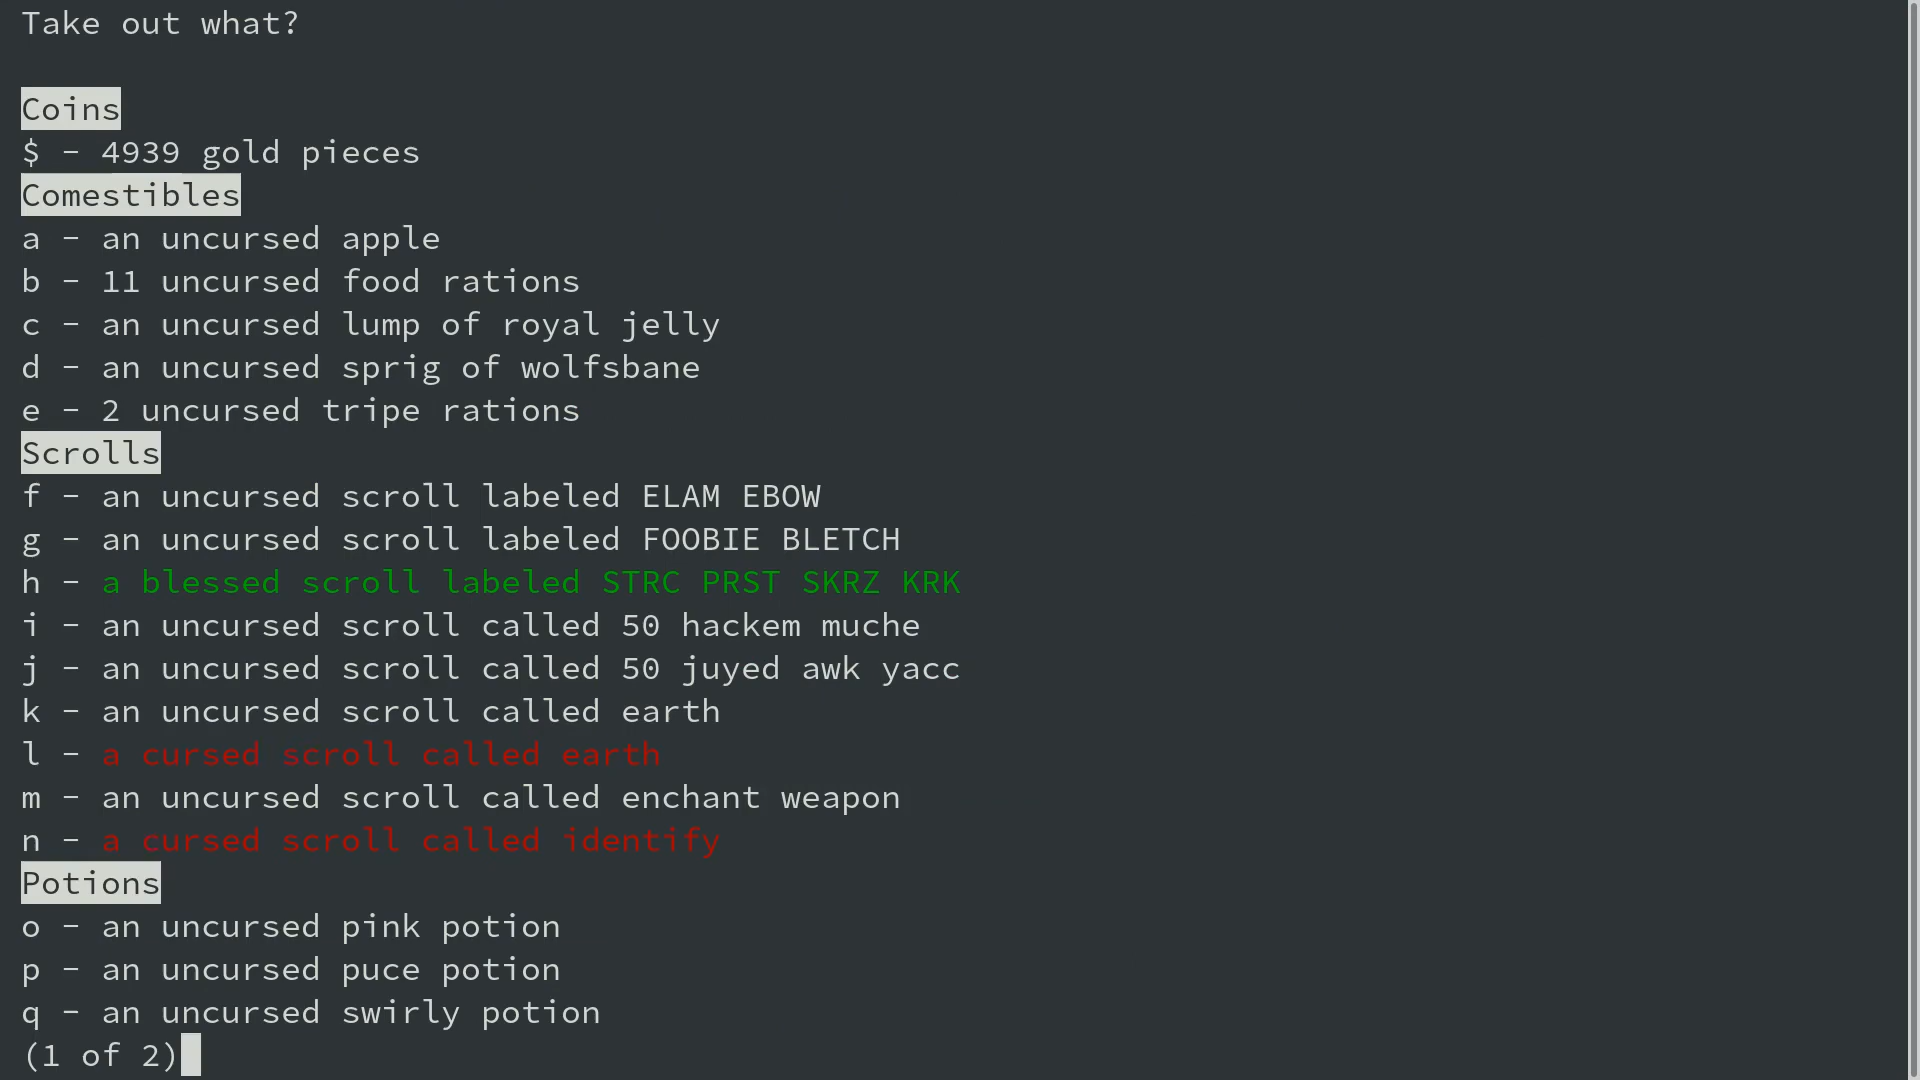 Take out what?
Coins
$ - 4939 gold pieces
Comestibles
a - an uncursed apple
b - 11 uncursed food rations
c - an uncursed lump of royal jelly
d - an uncursed sprig of wolfsbane
e - 2 uncursed tripe rations
Scrolls
f - an uncursed scroll labeled ELAM EBOW
g - an uncursed scroll labeled FOOBIE BLETCH
h - a blessed scroll labeled STRC PRST SKRZ KRK
i - an uncursed scroll called 50 hackem muche
j - an uncursed scroll called 50 juyed awk yacc
k - an uncursed scroll called earth
l - a cursed scroll called earth
m - an uncursed scroll called enchant weapon
n - a cursed scroll called identify
Potions
o - an uncursed pink potion
p - an uncursed puce potion
q - an uncursed swirly potion
(1 of 2)